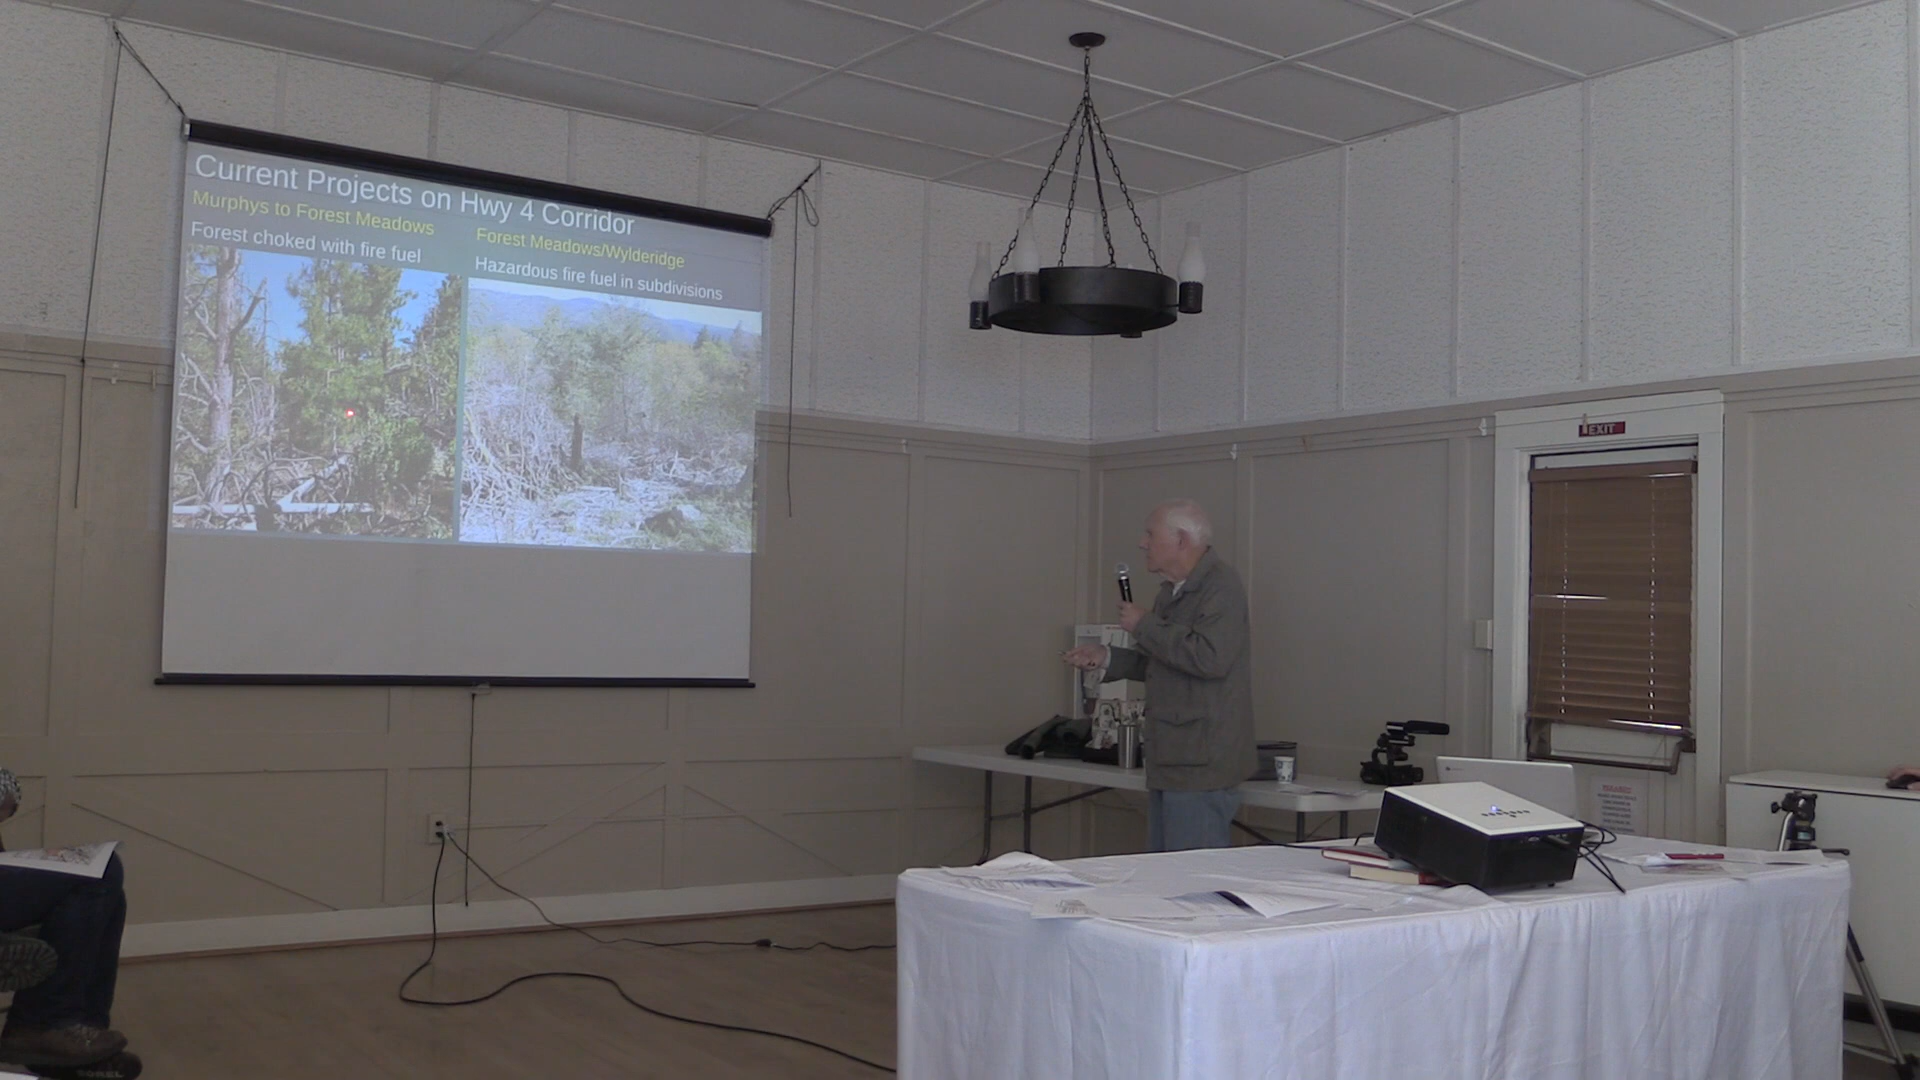 Current Projects on Hwy 4 Corridor
Murphys to Forest Meadows
Forest choked with fire fuel
Forest Meadows/Wylderidge
Hazardous fire fuel in subdivisions
EXIT
SOREL